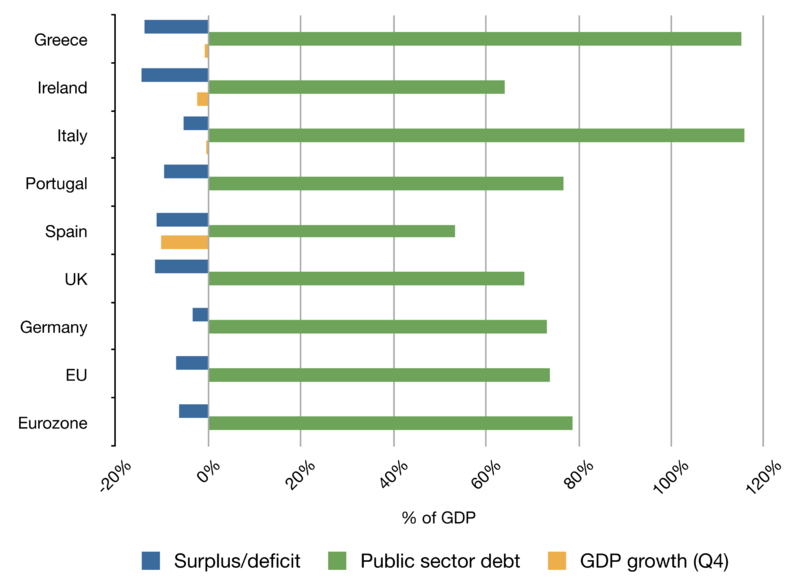 Greece
Ireland
Italy
Portugal
Spain
UK
Germany
EU
Eurozone
-20% 0% 20% 40% 60% 80% 100% 120%
% of GDP
Surplus/deficit Public sector debt GDP growth (Q4)